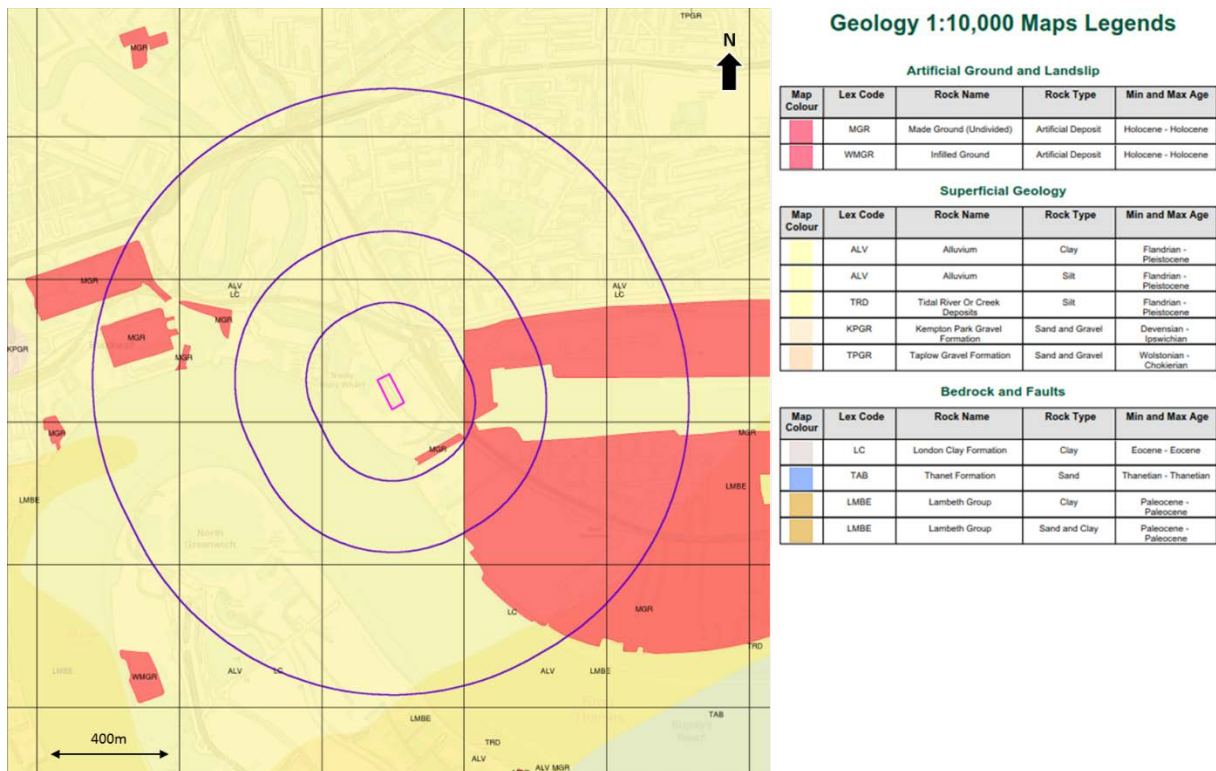 TPGR
MGR
N
MGR
ALV
LC
ALV
LC
MGR
MGR
MGR
KPGR
MGR
MGR
MGR
LMBE
LMBE
North
Greenwich
LC
MGR
TRD
LMBE
WMGR
ALV
LC
ALV
LMBE
LMBE
TAB
TRD
ALV
ALV MGR
400m
Geology 1:10,000 Maps Legends
Artificial Ground and Landslip
Map Colour Lex Code Rock Name Rock Type Min and Max Age
MGR Made Ground (Undivided) Artificial Deposit Holocene - Holocene
WMGR Infilled Ground Artificial Deposit Holocene - Holocene
Superficial Geology
Map Colour Lex Code Rock Name Rock Type Min and Max Age
ALV Alluvium Clay Flandrian - Pleistocene
ALV Alluvium Silt Flandrian - Pleistocene
TRD Tidal River Or Creek Deposits Silt Flandrian - Pleistocene
KPGR Kempton Park Gravel Formation Sand and Gravel Devensian - Ipswichian
TPGR Taplow Gravel Formation Sand and Gravel Wolstonian - Chokierian
Bedrock and Faults
Map Colour Lex Code Rock Name Rock Type Min and Max Age
LC London Clay Formation Clay Eocene - Eocene
TAB Thanet Formation Sand Thanetian - Thanetian
LMBE Lambeth Group Clay Paleocene - Paleocene
LMBE Lambeth Group Sand and Clay Paleocene - Paleocene